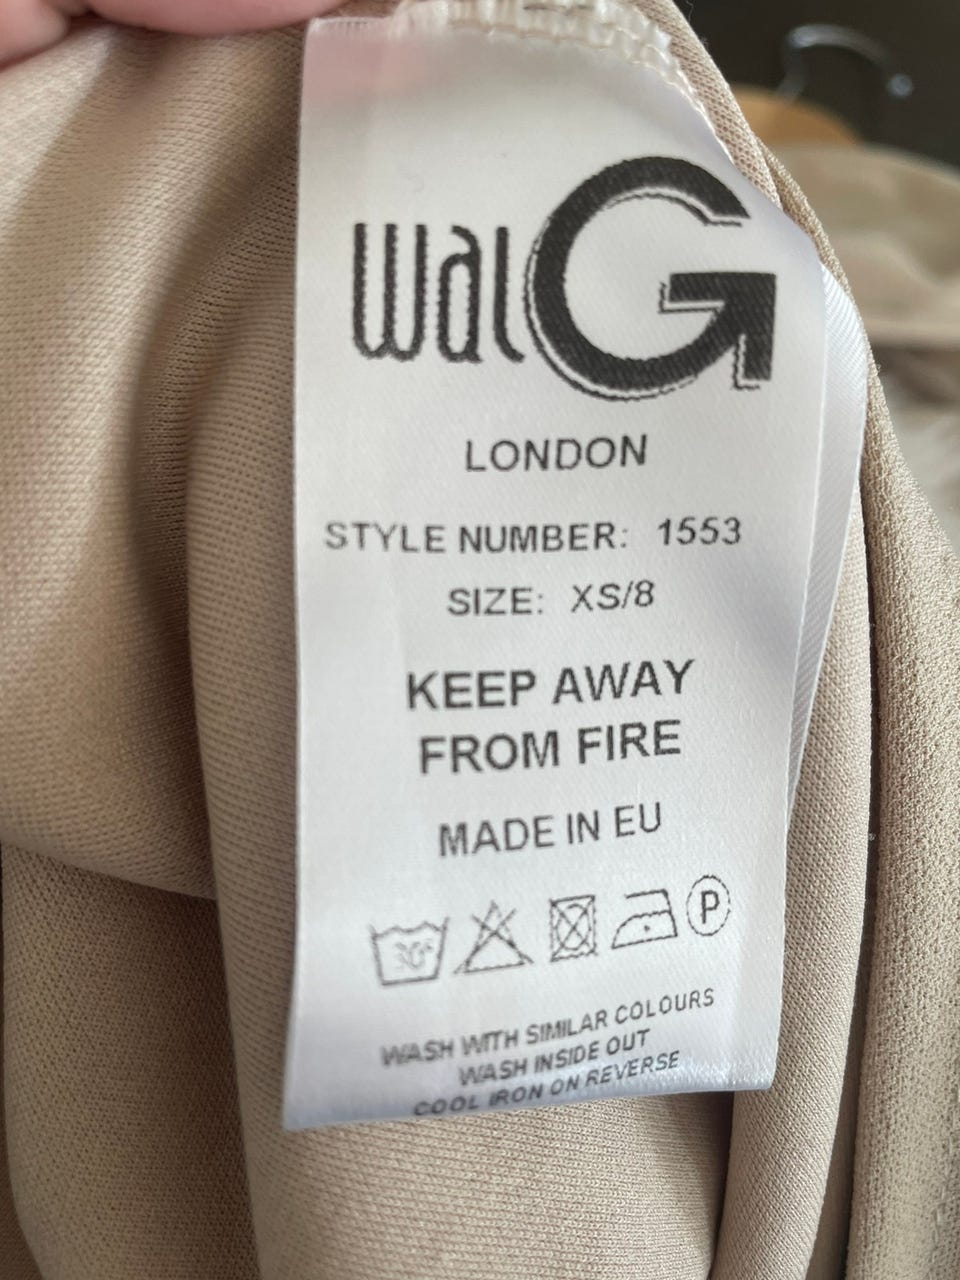 wal G
LONDON
STYLE NUMBER: 1553
SIZE: XS/8
KEEP AWAY
FROM FIRE
MADE IN EU
30° P
WASH WITH SIMILAR COLOURS
WASH INSIDE OUT
COOL IRON ON REVERSE